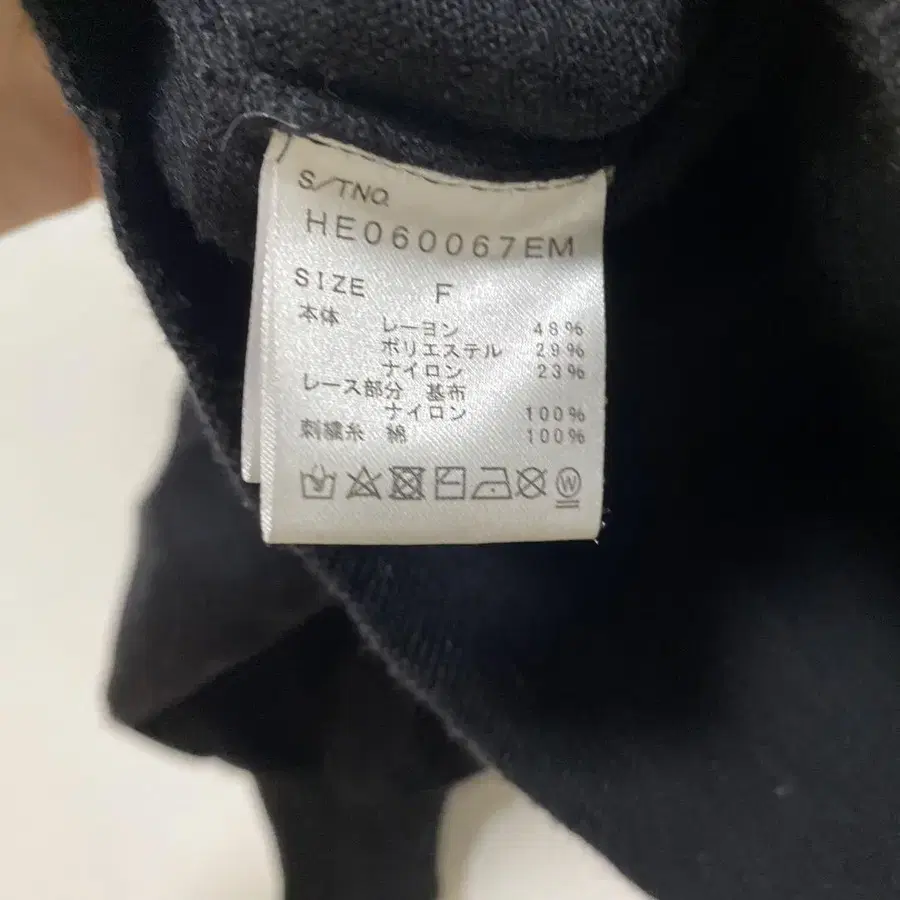 S/TNO.
HE060067EM
SIZE F
本体 レーヨン 48%
ポリエステル 29%
ナイロン 23%
レース部分 基布
ナイロン 100%
刺繍糸 綿 100%
W